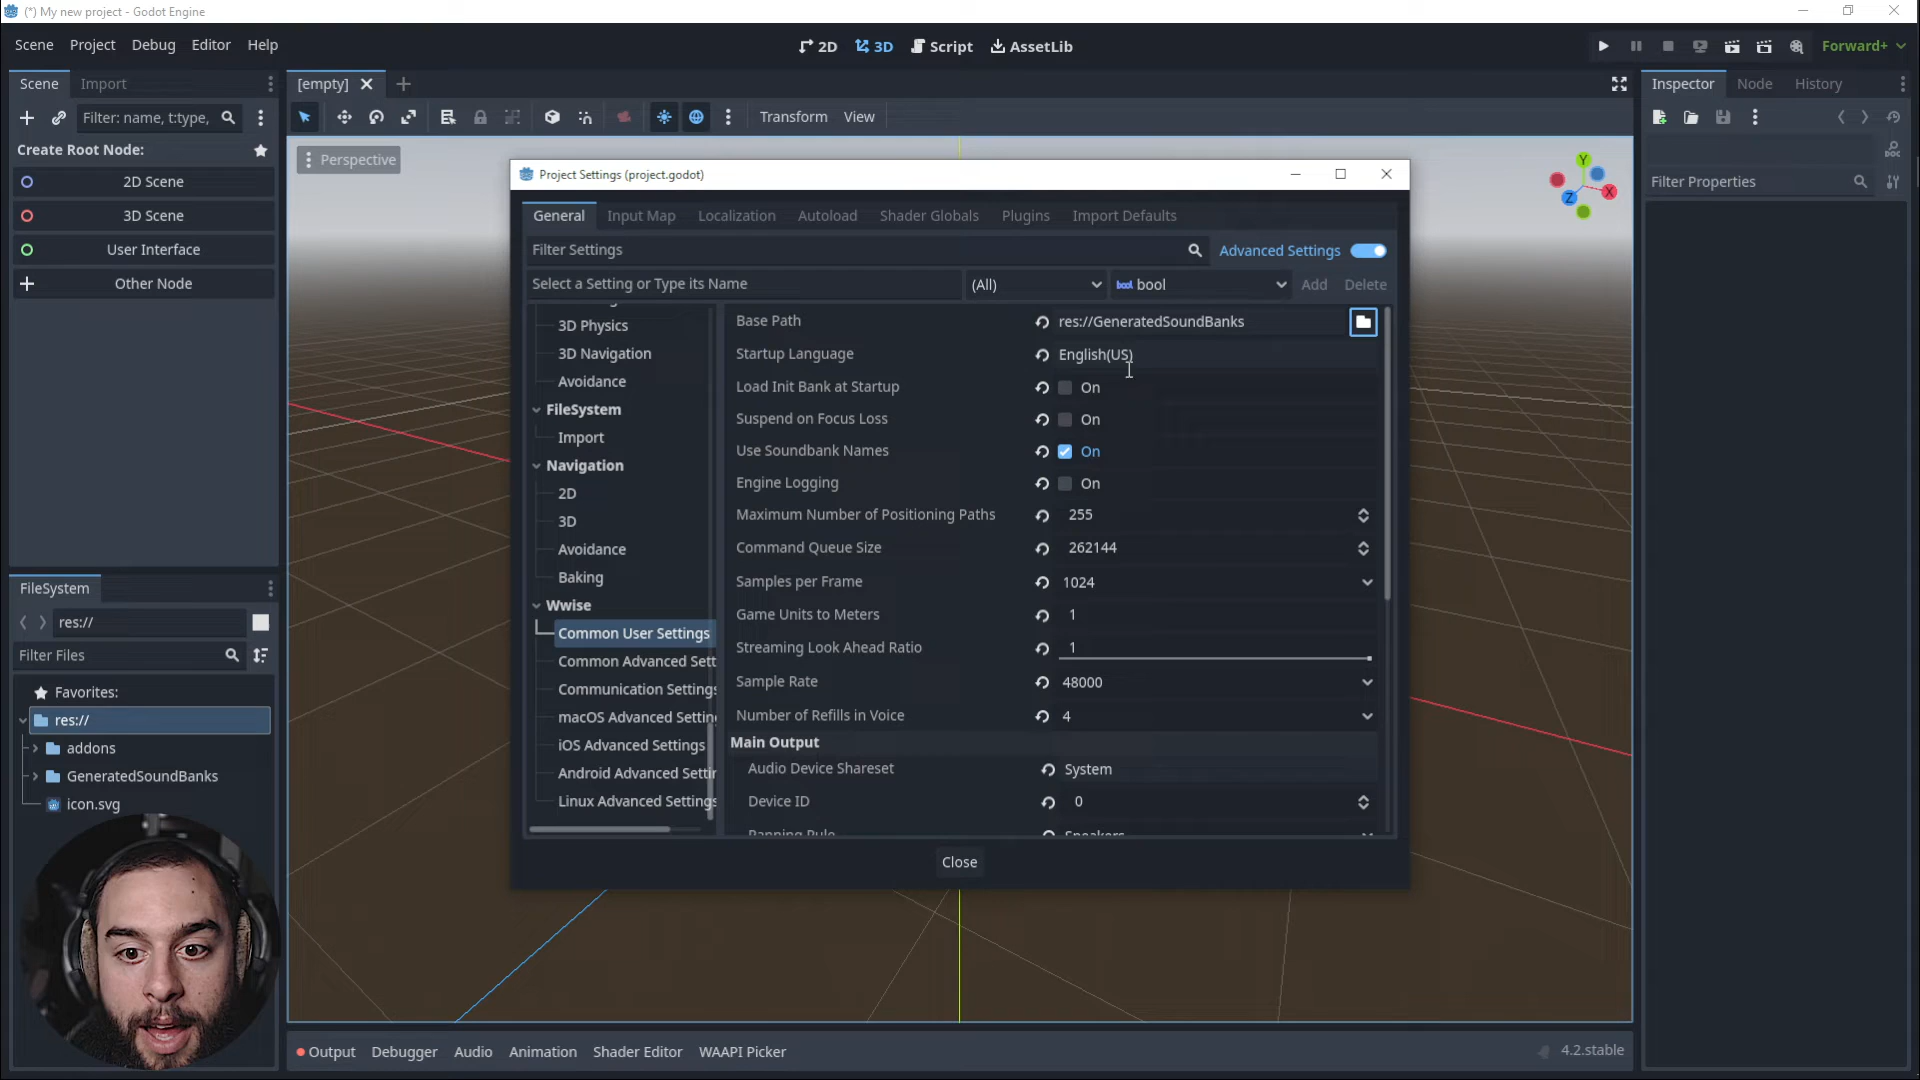 (*) My new project - Godot Engine
Scene Project Debug Editor Help
2D 3D Script AssetLib
Forward+
Scene Import
[empty]
Inspector Node History
Filter: name, t:type,
Transform View
Create Root Node:
2D Scene
3D Scene
User Interface
Other Node
Perspective
Y
X
Z
DOC
Filter Properties
Project Settings (project.godot)
General Input Map Localization Autoload Shader Globals Plugins Import Defaults
Filter Settings
Advanced Settings
Select a Setting or Type its Name
(All)
bool bool
Add Delete
3D Physics
3D Navigation
Avoidance
FileSystem
Import
Navigation
2D
3D
Avoidance
Baking
Wwise
Common User Settings
Common Advanced Sett
Communication Settings
macOS Advanced Settin
iOS Advanced Settings
Android Advanced Settin
Linux Advanced Settings
Base Path res://GeneratedSoundBanks
Startup Language English(US)
Load Init Bank at Startup On
Suspend on Focus Loss On
Use Soundbank Names On
Engine Logging On
Maximum Number of Positioning Paths 255
Command Queue Size 262144
Samples per Frame 1024
Game Units to Meters 1
Streaming Look Ahead Ratio 1
Sample Rate 48000
Number of Refills in Voice 4
Main Output
Audio Device Shareset System
Device ID 0
Panning Rule Speakers
Close
FileSystem
res://
Filter Files
Favorites:
res://
addons
GeneratedSoundBanks
icon.svg
Output Debugger Audio Animation Shader Editor WAAPI Picker
4.2.stable